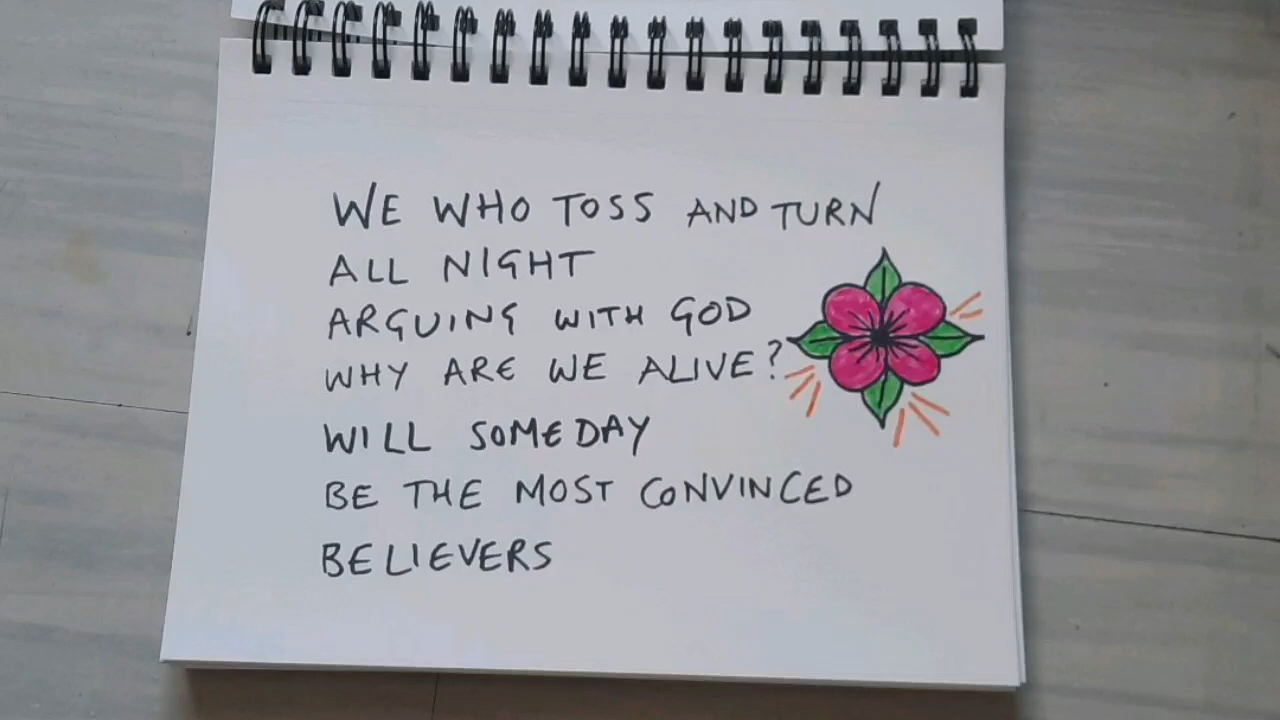 WE WHO TOSS AND TURN
ALL NIGHT
ARGUING WITH GOD
WHY ARE WE ALIVE?
WILL SOMEDAY
BE THE MOST CONVINCED
BELIEVERS